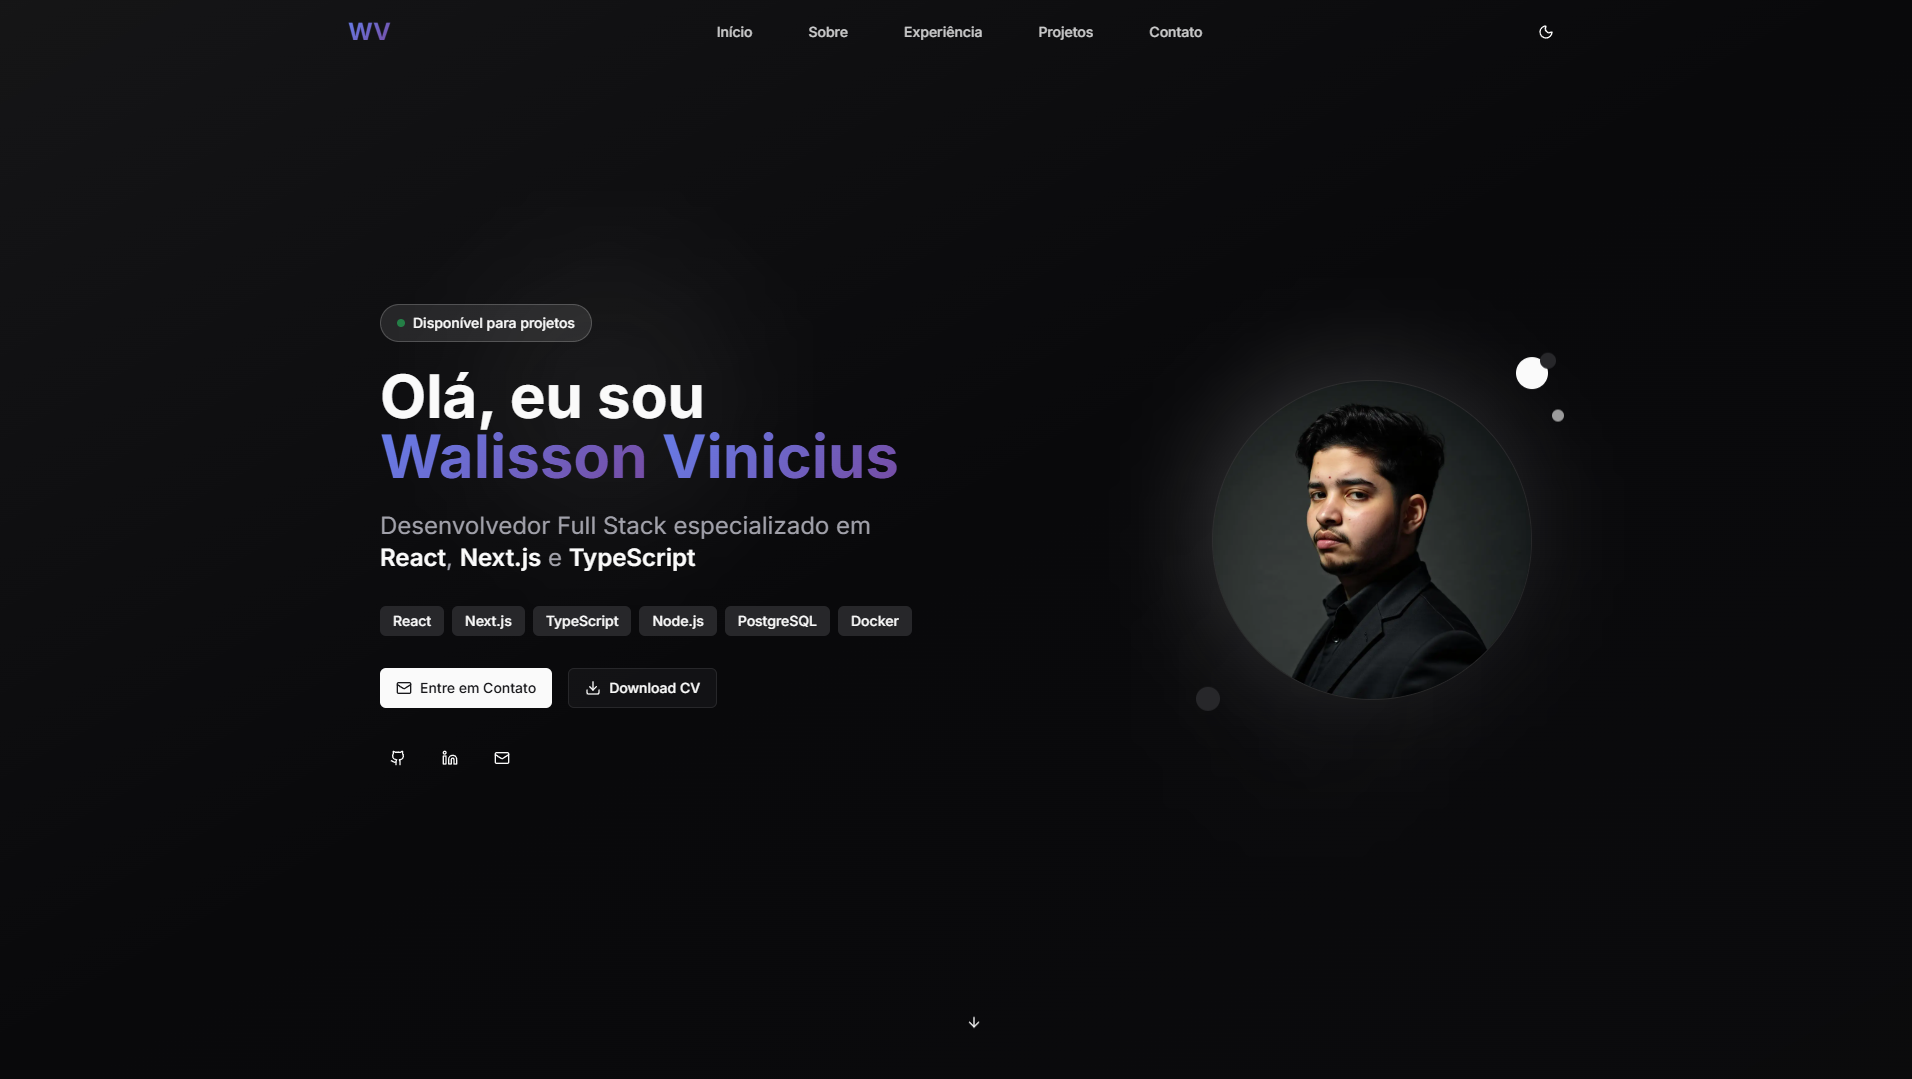 WV
Início Sobre Experiência Projetos Contato
Disponível para projetos
Olá, eu sou
Walisson Vinicius
Desenvolvedor Full Stack especializado em
React, Next.js e TypeScript
React Next.js TypeScript Node.js PostgreSQL Docker
Entre em Contato Download CV